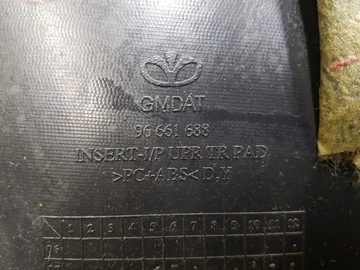 GMDAT
96 661 688
INSERT-I/P UPR TR PAD
>PC+ABS< D,Y
1 2 3 4 5 6 7 8 9 10 11 12